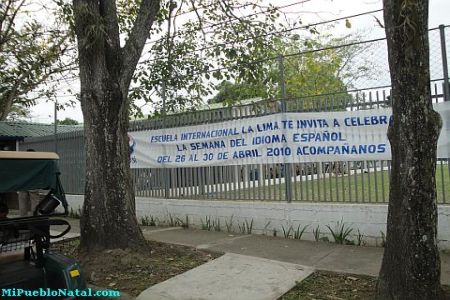 ESCUELA INTERNACIONAL LA LIMA TE INVITA A CELEBRA
LA SEMANA DEL IDIOMA ESPAÑOL
DEL 26 AL 30 DE ABRIL 2010 ACOMPAÑANOS
MiPuebloNatal.com